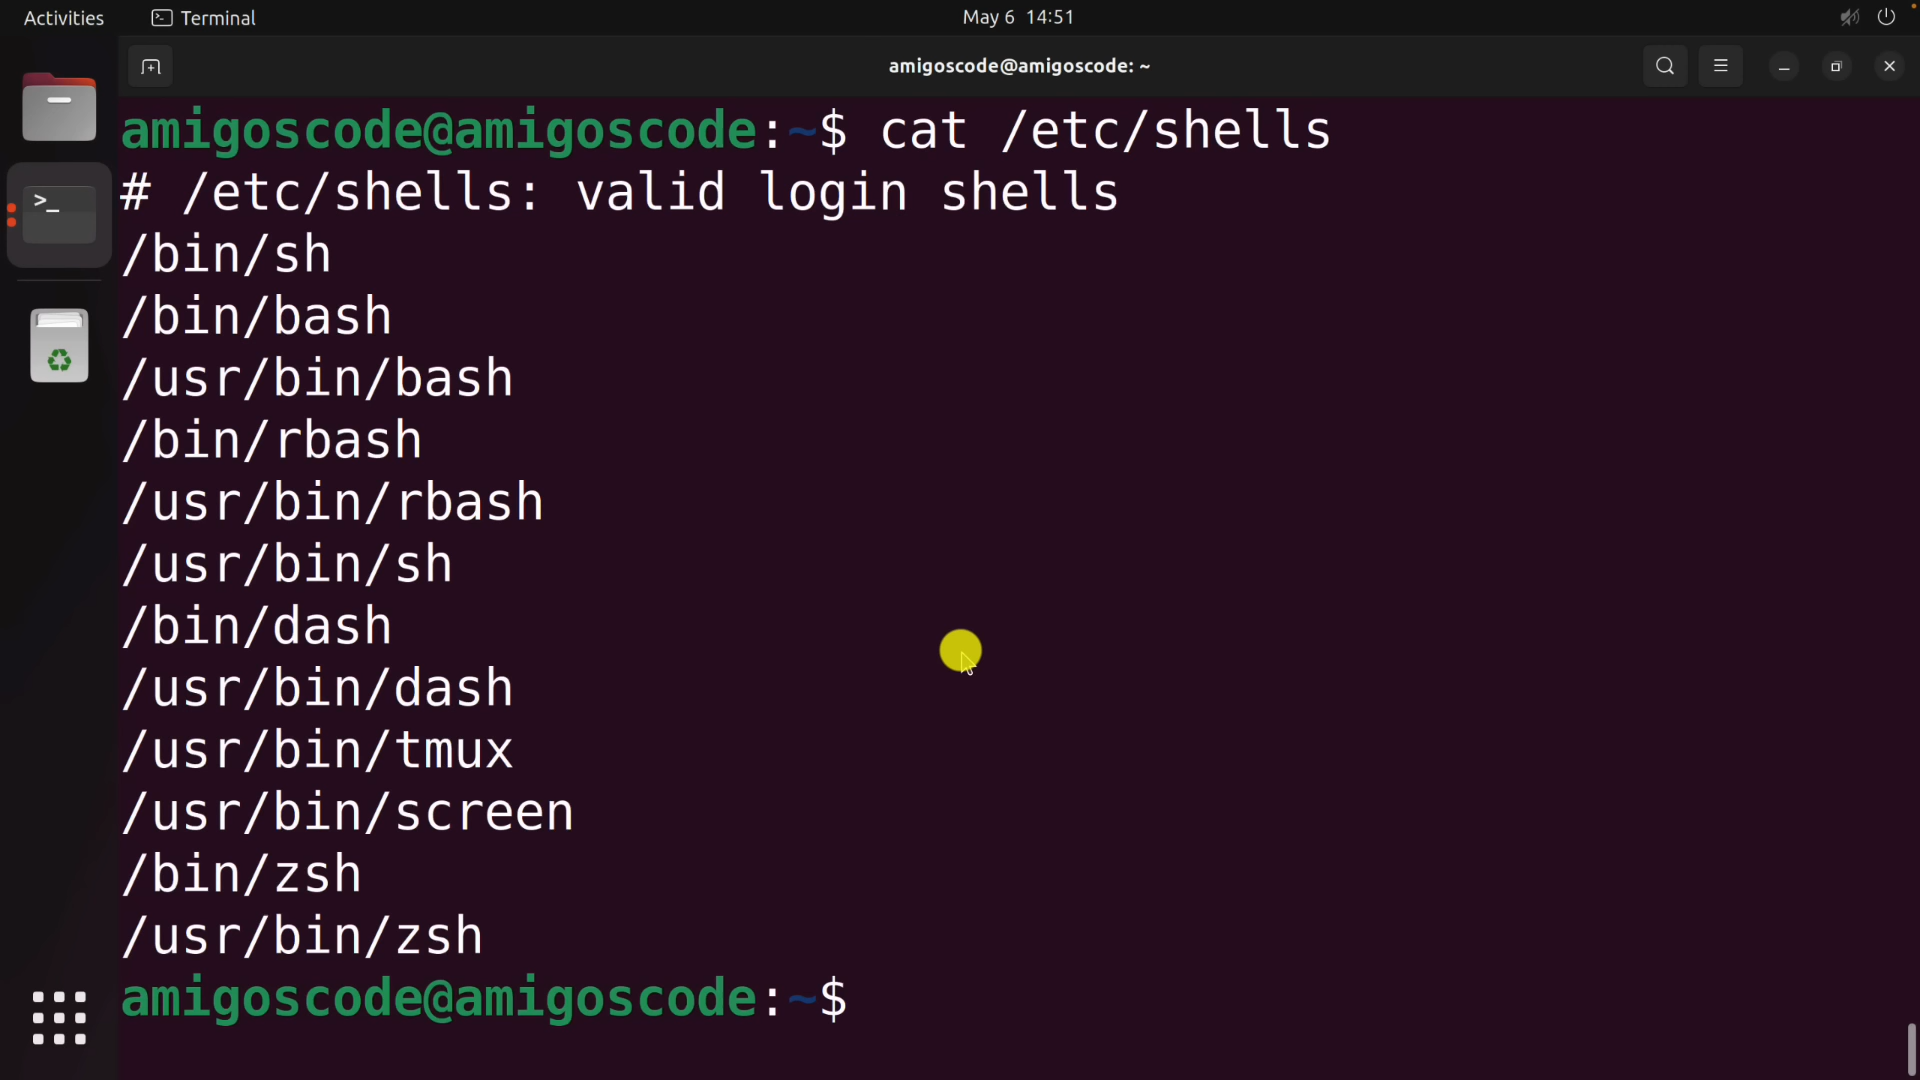 Activities Terminal May 6 14:51
amigoscode@amigoscode: ~
amigoscode@amigoscode:~$ cat /etc/shells
# /etc/shells: valid login shells
/bin/sh
/bin/bash
/usr/bin/bash
/bin/rbash
/usr/bin/rbash
/usr/bin/sh
/bin/dash
/usr/bin/dash
/usr/bin/tmux
/usr/bin/screen
/bin/zsh
/usr/bin/zsh
amigoscode@amigoscode:~$